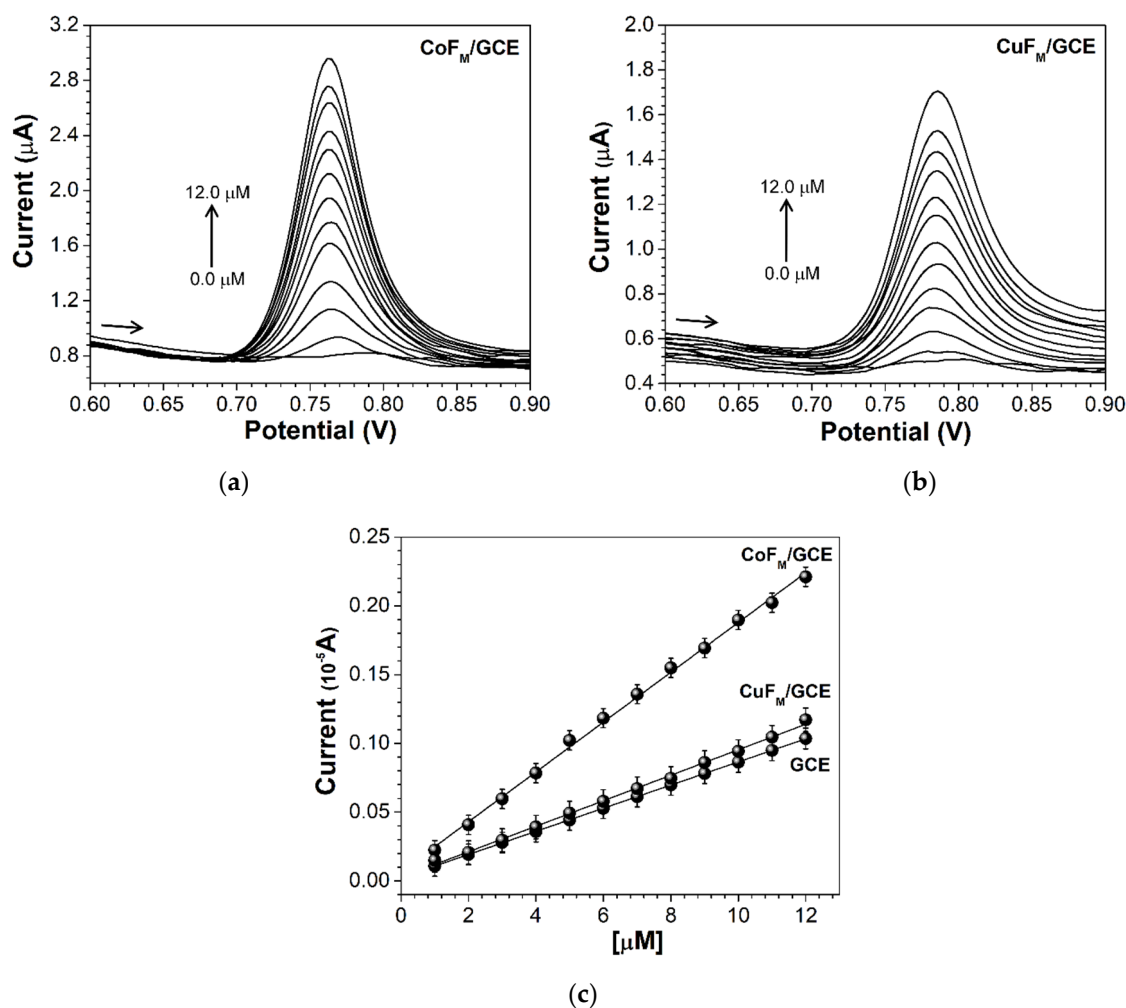 CoFM/GCE
3.2
2.8
2.4
2.0
1.6
1.2
0.8
Current (μA)
12.0 μM
0.0 μM
0.60 0.65 0.70 0.75 0.80 0.85 0.90
Potential (V)
(a)
CuFM/GCE
2.0
1.8
1.6
1.4
1.2
1.0
0.8
0.6
0.4
Current (μA)
12.0 μM
0.0 μM
0.60 0.65 0.70 0.75 0.80 0.85 0.90
Potential (V)
(b)
0.25
0.20
0.15
0.10
0.05
0.00
Current (10⁻⁵A)
CoFM/GCE
CuFM/GCE
GCE
0 2 4 6 8 10 12
[μM]
(c)